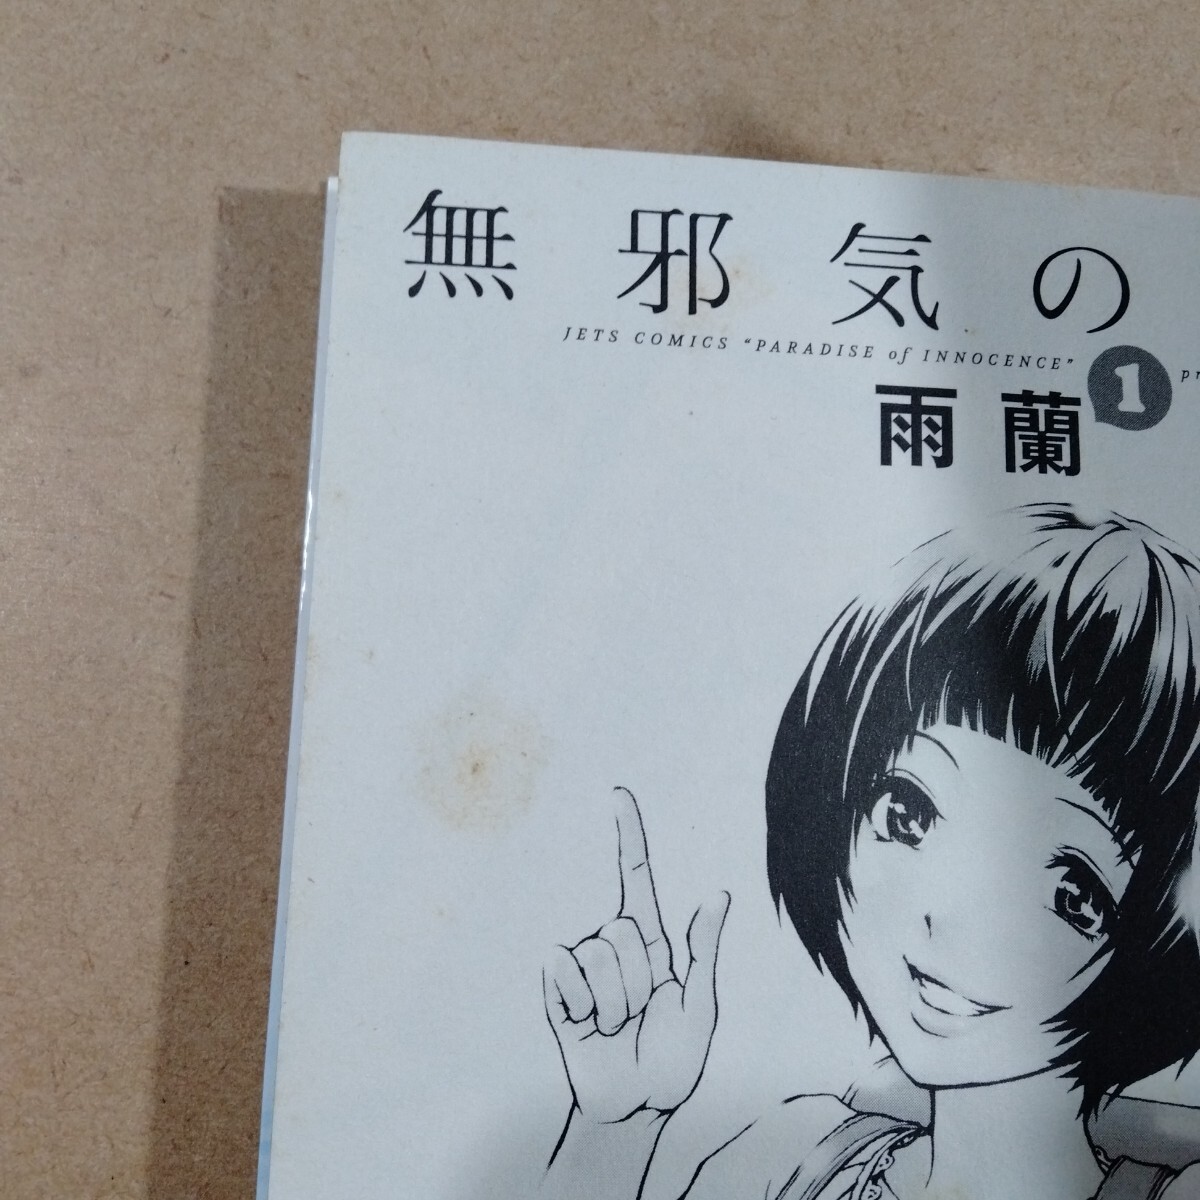 無邪気の
JETS COMICS “PARADISE of INNOCENCE”
1
雨蘭